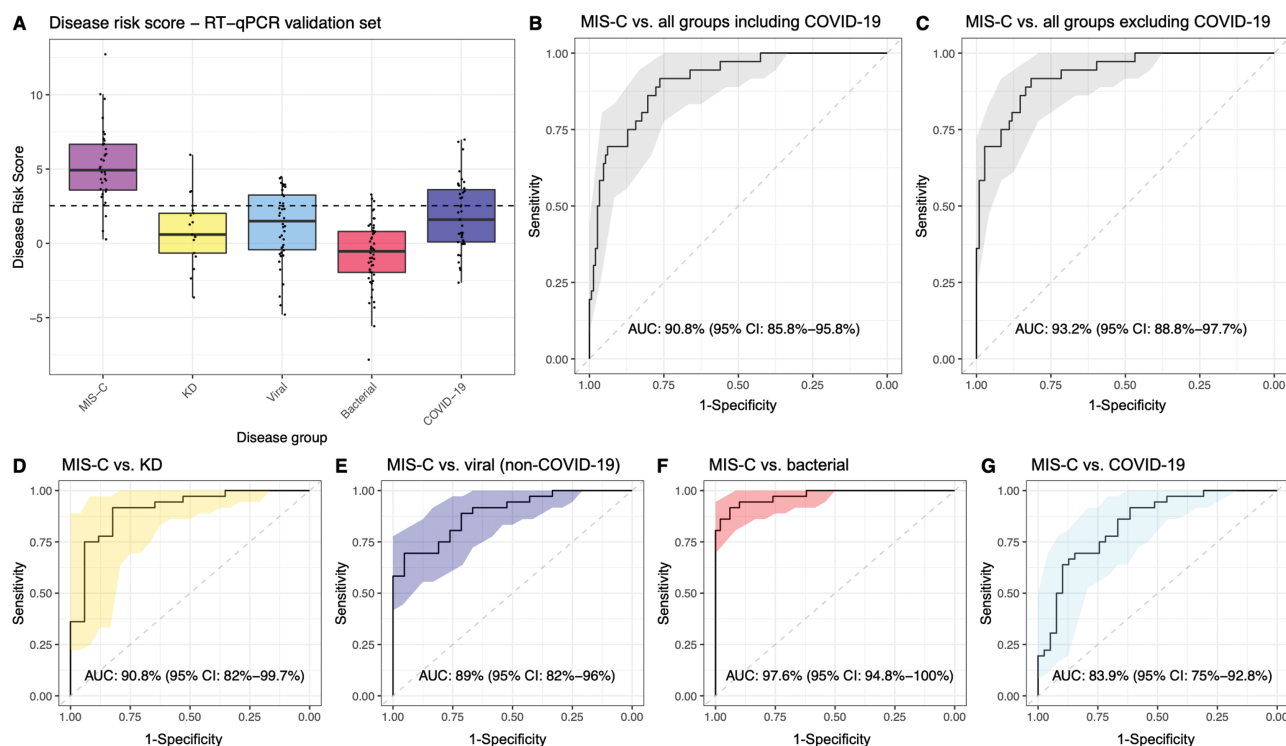 A Disease risk score – RT−qPCR validation set
Disease Risk Score
10
5
0
−5
MIS−C
KD
Viral
Bacterial
COVID−19
Disease group
B MIS-C vs. all groups including COVID-19
Sensitivity
1.00
0.75
0.50
0.25
0.00
AUC: 90.8% (95% CI: 85.8%–95.8%)
1.00 0.75 0.50 0.25 0.00
1-Specificity
C MIS-C vs. all groups excluding COVID-19
Sensitivity
1.00
0.75
0.50
0.25
0.00
AUC: 93.2% (95% CI: 88.8%–97.7%)
1.00 0.75 0.50 0.25 0.00
1-Specificity
D MIS-C vs. KD
Sensitivity
1.00
0.75
0.50
0.25
0.00
AUC: 90.8% (95% CI: 82%–99.7%)
1.00 0.75 0.50 0.25 0.00
1-Specificity
E MIS-C vs. viral (non-COVID-19)
Sensitivity
1.00
0.75
0.50
0.25
0.00
AUC: 89% (95% CI: 82%–96%)
1.00 0.75 0.50 0.25 0.00
1-Specificity
F MIS-C vs. bacterial
Sensitivity
1.00
0.75
0.50
0.25
0.00
AUC: 97.6% (95% CI: 94.8%–100%)
1.00 0.75 0.50 0.25 0.00
1-Specificity
G MIS-C vs. COVID-19
Sensitivity
1.00
0.75
0.50
0.25
0.00
AUC: 83.9% (95% CI: 75%–92.8%)
1.00 0.75 0.50 0.25 0.00
1-Specificity